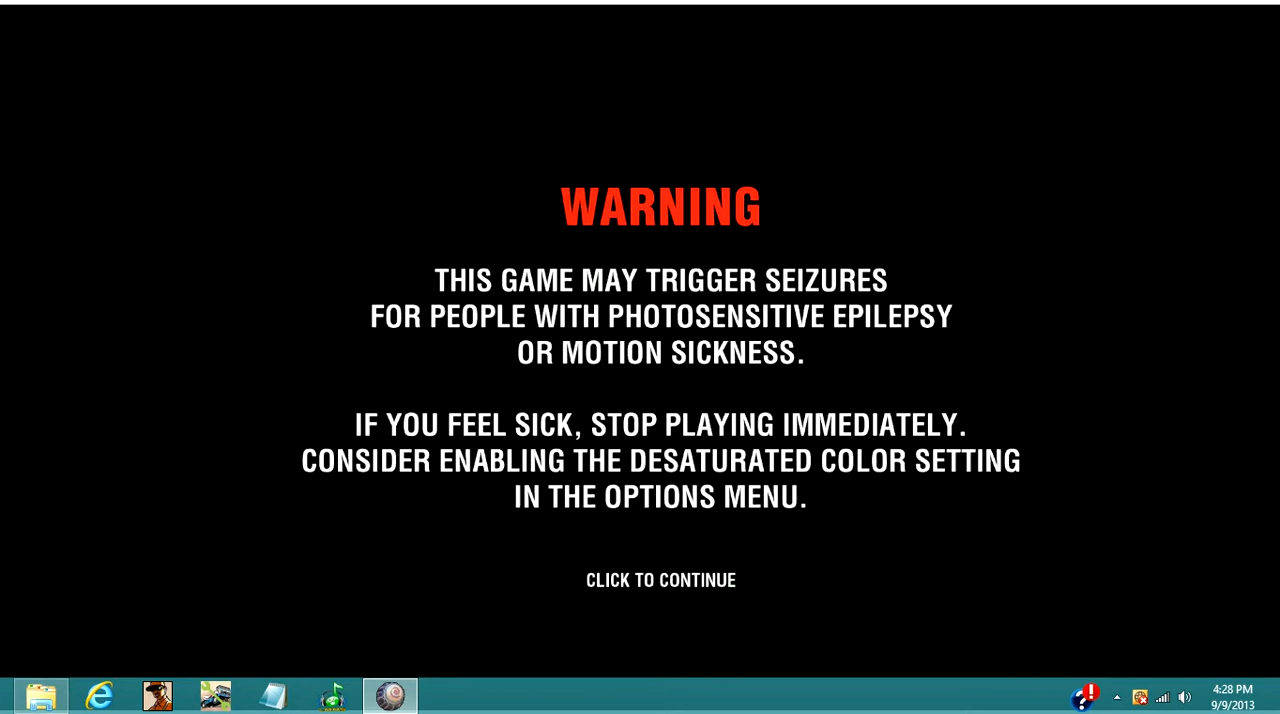 WARNING
THIS GAME MAY TRIGGER SEIZURES
FOR PEOPLE WITH PHOTOSENSITIVE EPILEPSY
OR MOTION SICKNESS.
IF YOU FEEL SICK, STOP PLAYING IMMEDIATELY.
CONSIDER ENABLING THE DESATURATED COLOR SETTING
IN THE OPTIONS MENU.
CLICK TO CONTINUE
4:28 PM
9/9/2013